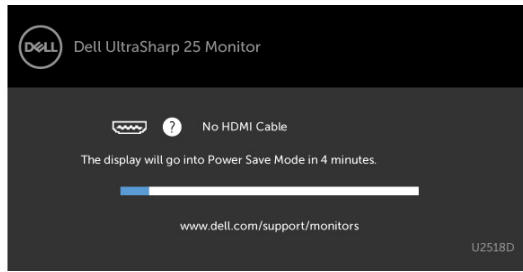 DELL Dell UltraSharp 25 Monitor
? No HDMI Cable
The display will go into Power Save Mode in 4 minutes.
www.dell.com/support/monitors
U2518D